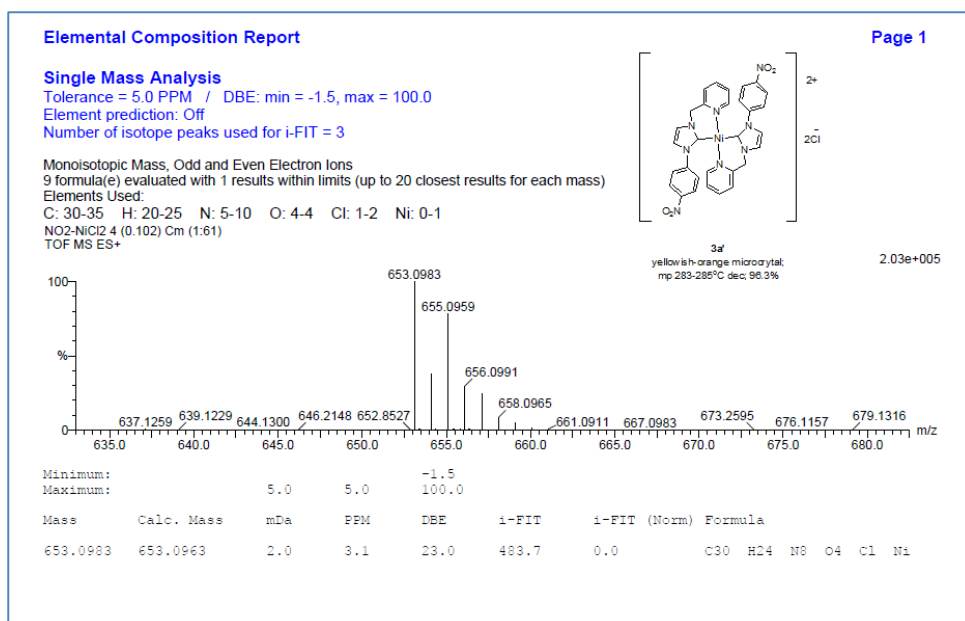 Elemental Composition Report Page 1
Single Mass Analysis
Tolerance = 5.0 PPM / DBE: min = -1.5, max = 100.0
Element prediction: Off
Number of isotope peaks used for i-FIT = 3
Monoisotopic Mass, Odd and Even Electron Ions
9 formula(e) evaluated with 1 results within limits (up to 20 closest results for each mass)
Elements Used:
C: 30-35 H: 20-25 N: 5-10 O: 4-4 Cl: 1-2 Ni: 0-1
NO2-NiCl2 4 (0.102) Cm (1:61)
TOF MS ES+
NO₂
2+
N
N
N
Ni
2Cl⁻
N
N
N
O₂N
3a'
yellowish-orange microcrytal;
mp 283-285⁰C dec; 96.3%
2.03e+005
100
%
0
653.0983
655.0959
656.0991
658.0965
637.1259 639.1229 644.1300 646.2148 652.8527 661.0911 667.0983 673.2595 676.1157 679.1316
m/z
635.0 640.0 645.0 650.0 655.0 660.0 665.0 670.0 675.0 680.0
Minimum: -1.5
Maximum: 5.0 5.0 100.0
Mass Calc. Mass mDa PPM DBE i-FIT i-FIT (Norm) Formula
653.0983 653.0963 2.0 3.1 23.0 483.7 0.0 C30 H24 N8 O4 Cl Ni